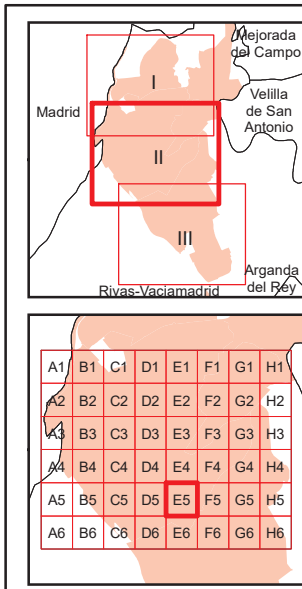 Mejorada
del Campo
I
Madrid
Velilla
de San
Antonio
II
III
Arganda
del Rey
Rivas-Vaciamadrid
A1 B1 C1 D1 E1 F1 G1 H1
A2 B2 C2 D2 E2 F2 G2 H2
A3 B3 C3 D3 E3 F3 G3 H3
A4 B4 C4 D4 E4 F4 G4 H4
A5 B5 C5 D5 E5 F5 G5 H5
A6 B6 C6 D6 E6 F6 G6 H6